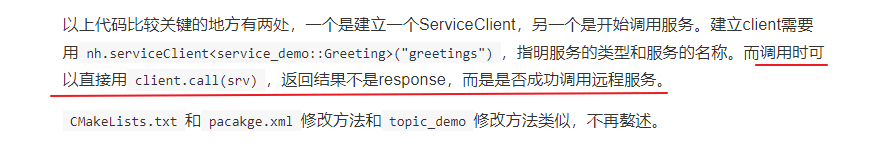 以上代码比较关键的地方有两处，一个是建立一个ServiceClient，另一个是开始调用服务。建立client需要
用 nh.serviceClient<service_demo::Greeting>("greetings") ，指明服务的类型和服务的名称。而调用时可
以直接用 client.call(srv) ，返回结果不是response，而是是否成功调用远程服务。
CMakeLists.txt 和 pacakge.xml 修改方法和 topic_demo 修改方法类似，不再赘述。